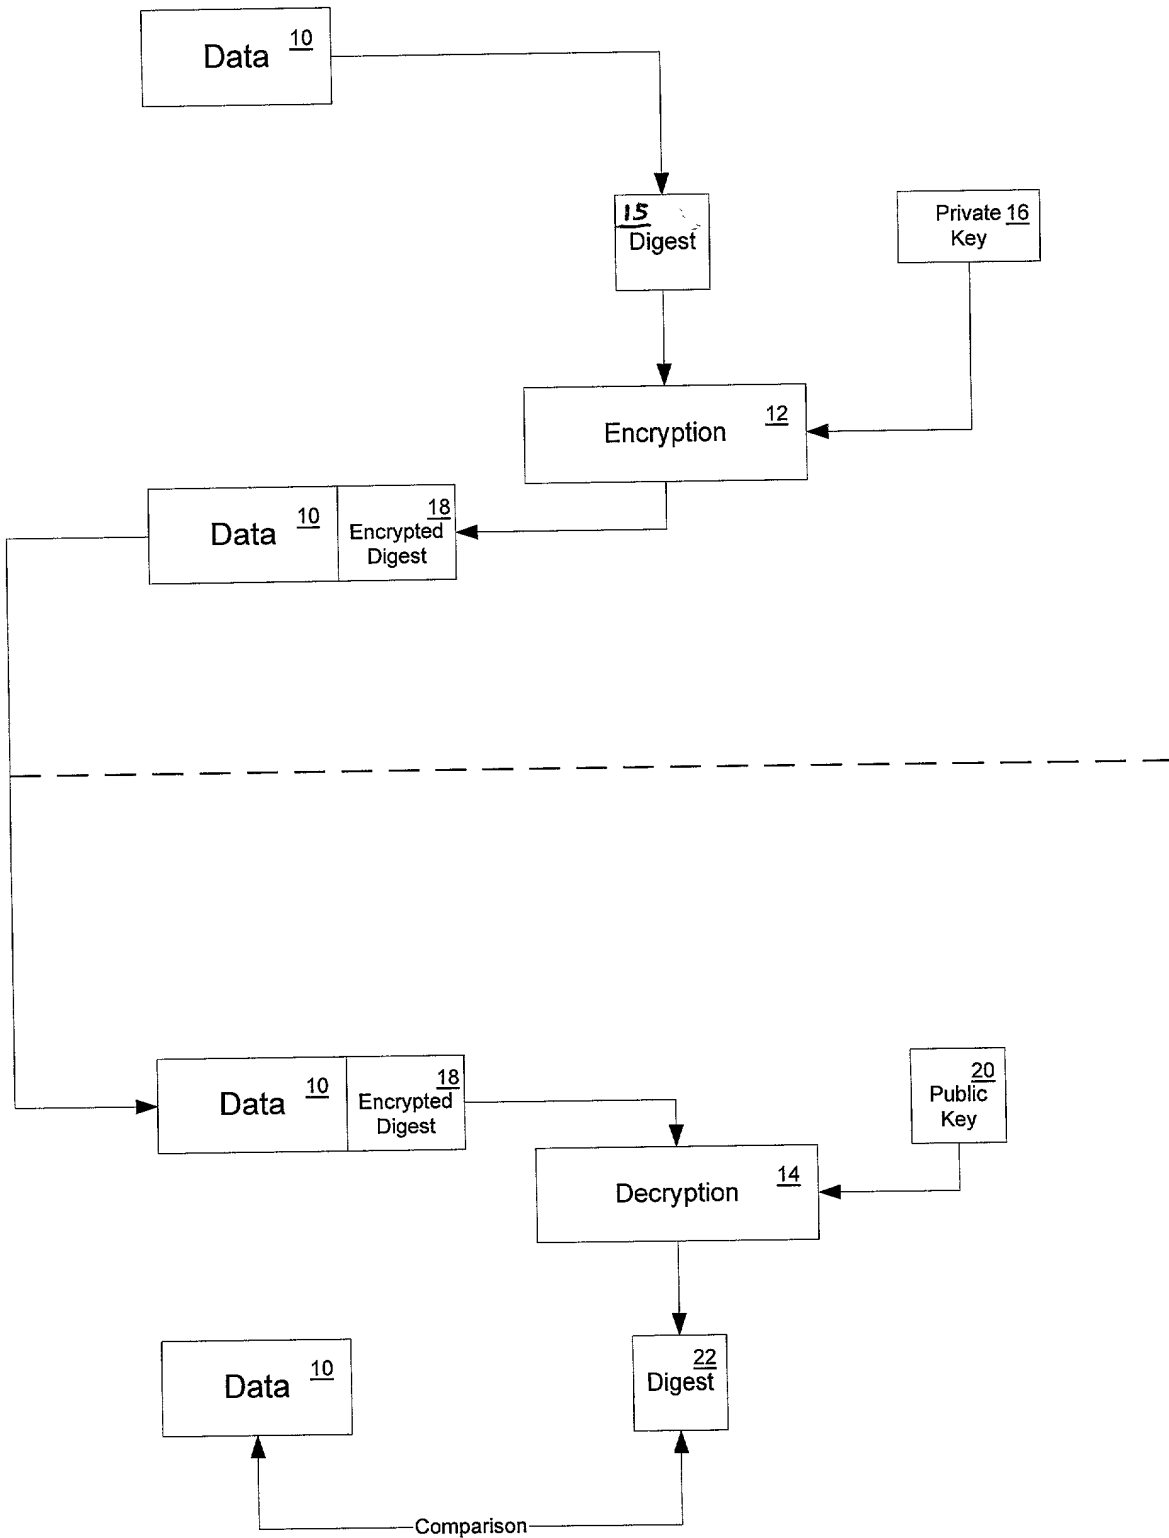 Data 10
15
Digest
Private 16
Key
Encryption 12
Data 10
18
Encrypted
Digest
Data 10
18
Encrypted
Digest
20
Public
Key
Decryption 14
Data 10
22
Digest
Comparison